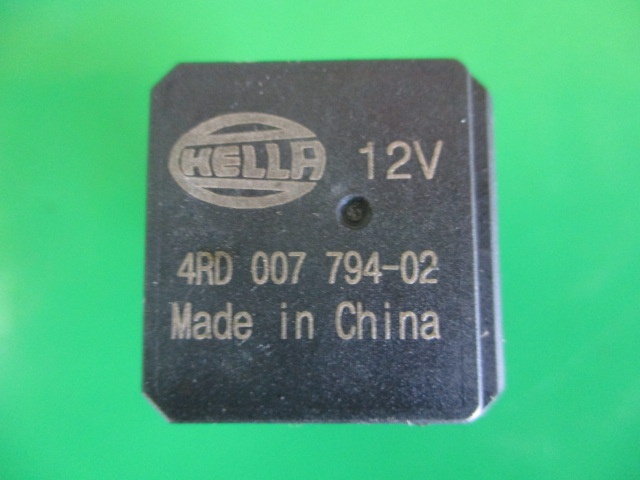 HELLA 12V
4RD 007 794-02
Made in China